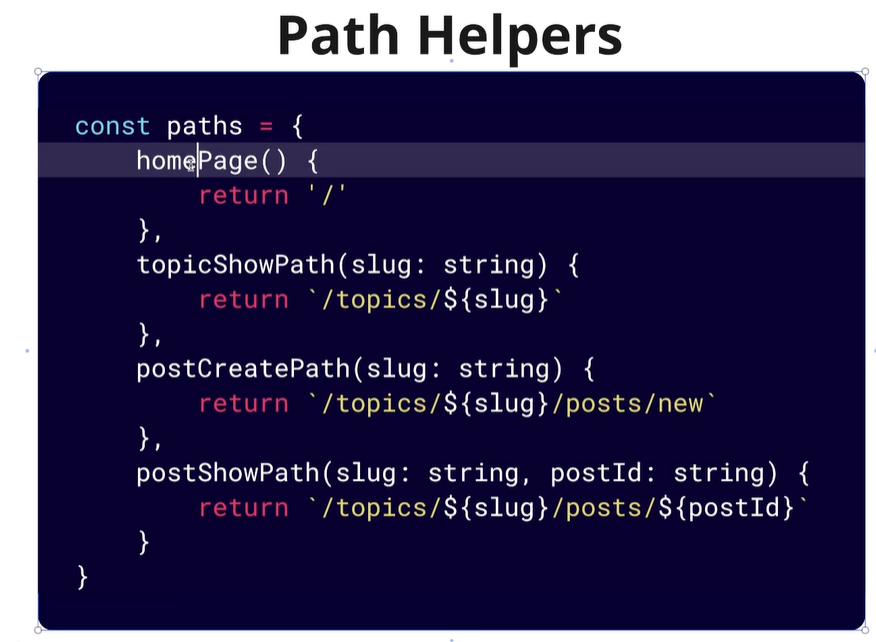 Path Helpers
const paths = {
    homePage() {
        return '/'
    },
    topicShowPath(slug: string) {
        return `/topics/${slug}`
    },
    postCreatePath(slug: string) {
        return `/topics/${slug}/posts/new`
    },
    postShowPath(slug: string, postId: string) {
        return `/topics/${slug}/posts/${postId}`
    }
}